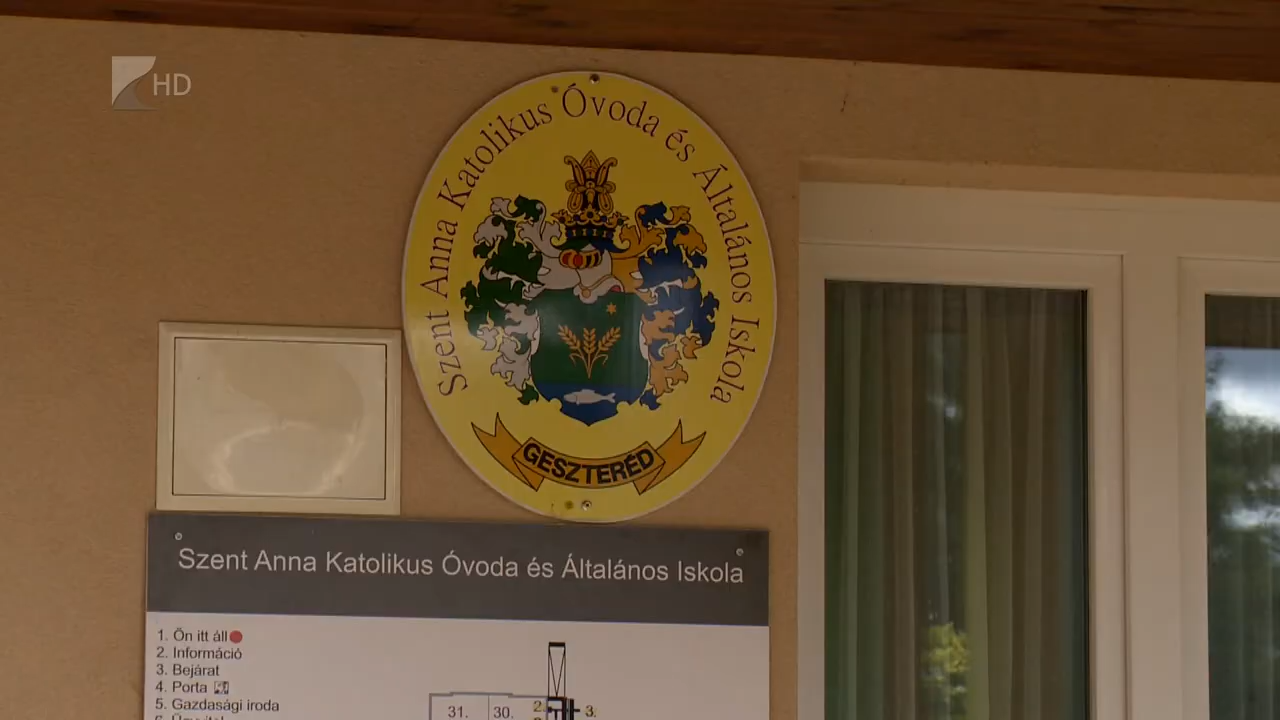 HD
Szent Anna Katolikus Óvoda és Általános Iskola
GESZTERÉD
Szent Anna Katolikus Óvoda és Általános Iskola
1. Ön itt áll
2. Információ
3. Bejárat
4. Porta
5. Gazdasági iroda
31.
30.
2.
3.